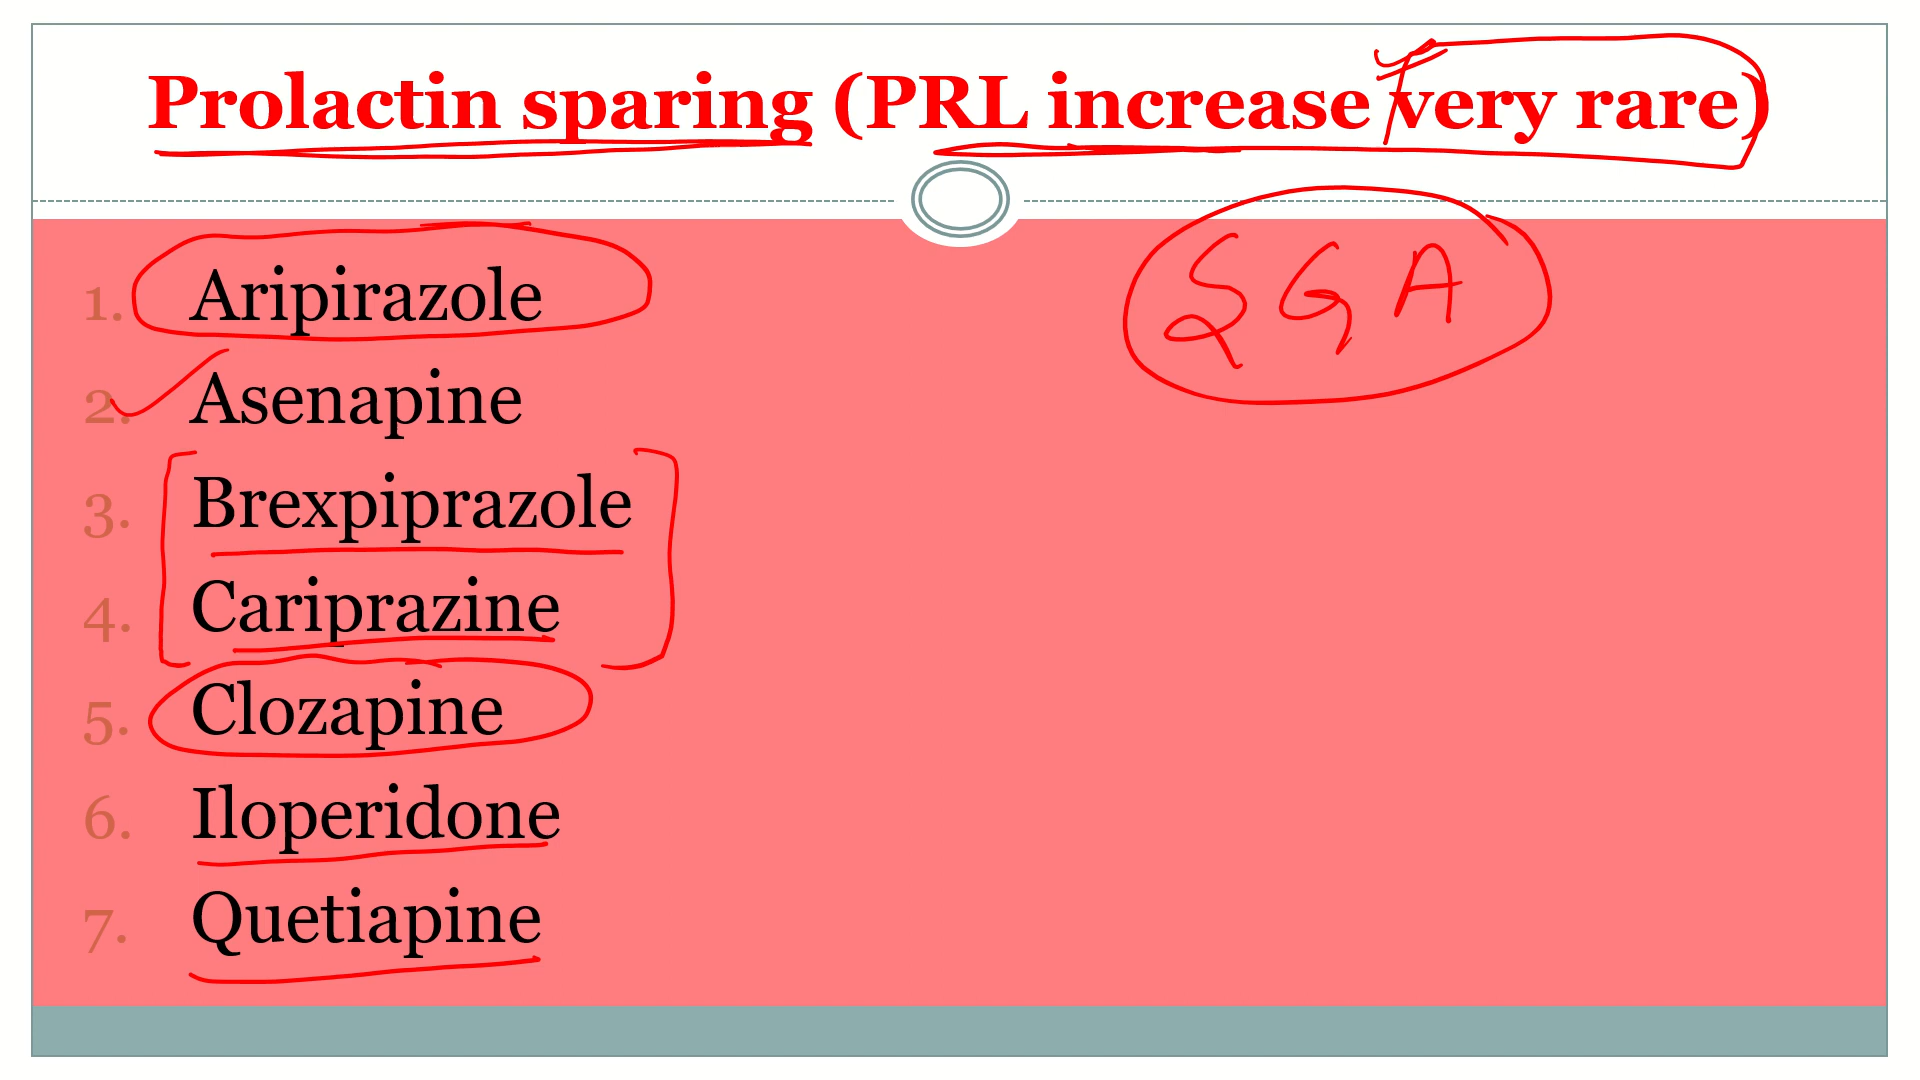 Prolactin sparing (PRL increase very rare)
SGA
1. Aripirazole
2. Asenapine
3. Brexpiprazole
4. Cariprazine
5. Clozapine
6. Iloperidone
7. Quetiapine